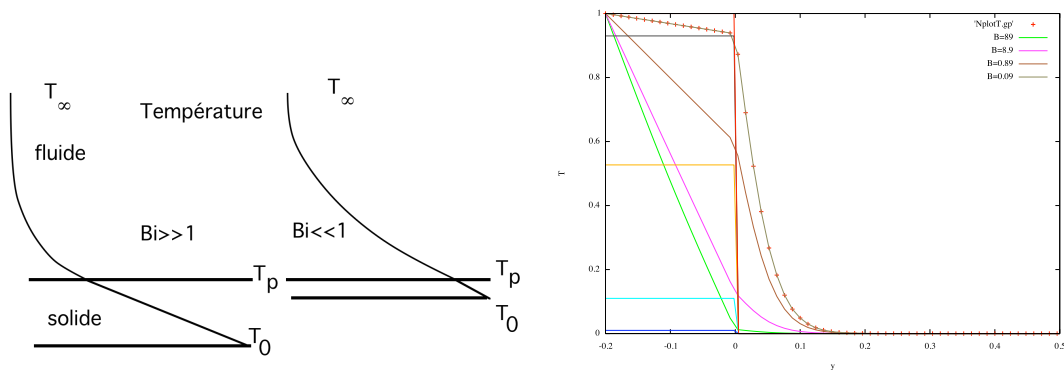 T∞
Température
T∞
fluide
Bi>>1
Bi<<1
Tp
Tp
solide
T0
T0
1
0.8
0.6
0.4
0.2
0
T
-0.2
-0.1
0
0.1
0.2
0.3
0.4
0.5
y
'NplotT.gp'
B=89
B=8.9
B=0.89
B=0.09